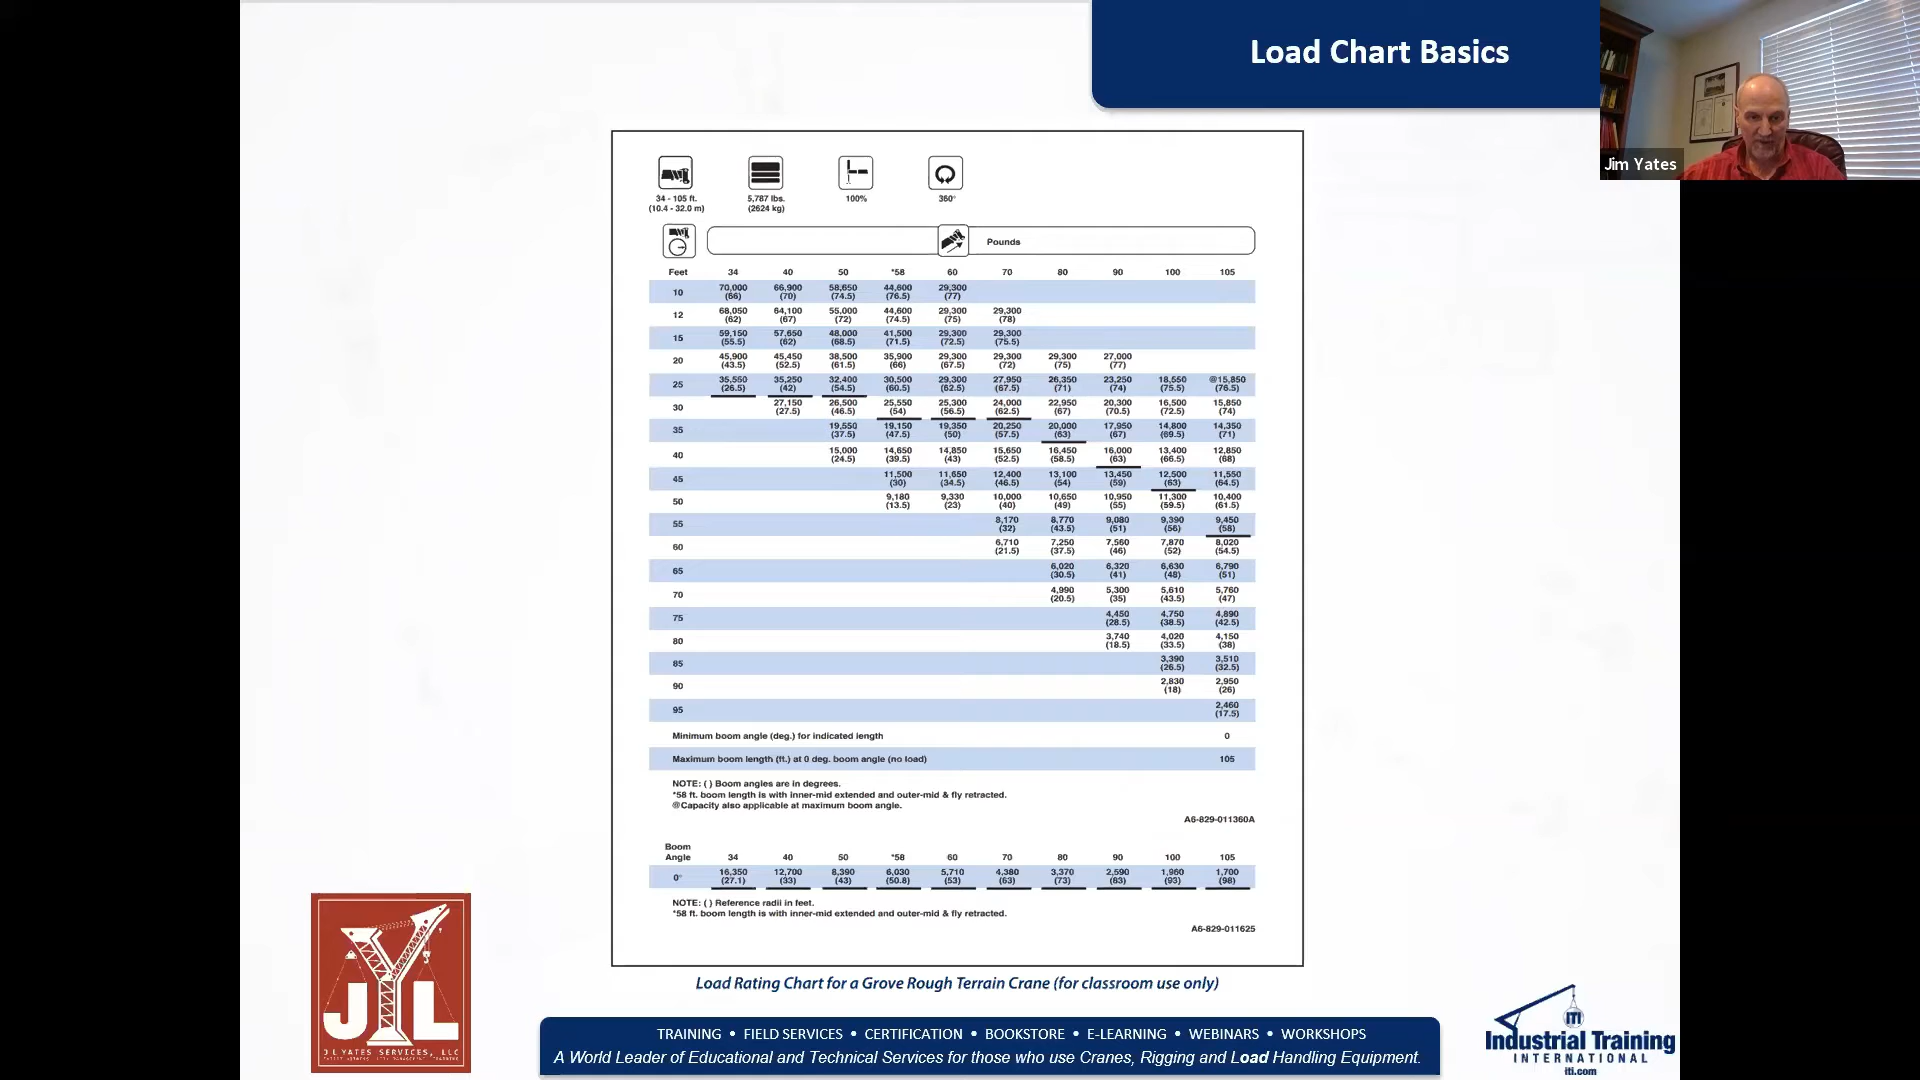 Load Chart Basics
Jim Yates
34 - 105 ft. 5,787 lbs. 100% 360°
(10.4 - 32.0 m) (2624 kg)
Pounds
Feet 34 40 50 *58 60 70 80 90 100 105
10 70,000 66,900 58,650 44,600 29,300
(66) (70) (74.5) (76.5) (77)
12 68,050 64,100 55,000 44,600 29,300 29,300
(62) (67) (72) (74.5) (75) (78)
15 59,150 57,650 48,000 41,500 29,300 29,300
(55.5) (62) (68.5) (71.5) (72.5) (75.5)
20 45,900 45,450 38,500 35,900 29,300 29,300 29,300 27,000
(43.5) (52.5) (61.5) (66) (67.5) (72) (75) (77)
25 35,550 35,250 32,400 30,500 29,300 27,950 26,350 23,250 18,550 @15,850
(26.5) (42) (54.5) (60.5) (62.5) (67.5) (71) (74) (75.5) (76.5)
30 27,150 26,500 25,550 25,300 24,000 22,950 20,300 16,500 15,850
(27.5) (46.5) (54) (56.5) (62.5) (67) (70.5) (72.5) (74)
35 19,550 19,150 19,350 20,250 20,000 17,950 14,800 14,350
(37.5) (47.5) (50) (57.5) (63) (67) (69.5) (71)
40 15,000 14,650 14,850 15,650 16,450 16,000 13,400 12,850
(24.5) (39.5) (43) (52.5) (58.5) (63) (66.5) (68)
45 11,500 11,650 12,400 13,100 13,450 12,500 11,550
(30) (34.5) (46.5) (54) (59) (63) (64.5)
50 9,180 9,330 10,000 10,650 10,950 11,300 10,400
(13.5) (23) (40) (49) (55) (59.5) (61.5)
55 8,170 8,770 9,080 9,390 9,450
(32) (43.5) (51) (56) (58)
60 6,710 7,250 7,560 7,870 8,020
(21.5) (37.5) (46) (52) (54.5)
65 6,020 6,320 6,630 6,790
(30.5) (41) (48) (51)
70 4,990 5,300 5,610 5,760
(20.5) (35) (43.5) (47)
75 4,450 4,750 4,890
(28.5) (38.5) (42.5)
80 3,740 4,020 4,150
(18.5) (33.5) (38)
85 3,390 3,510
(26.5) (32.5)
90 2,830 2,950
(18) (26)
95 2,460
(17.5)
Minimum boom angle (deg.) for indicated length 0
Maximum boom length (ft.) at 0 deg. boom angle (no load) 105
NOTE: ( ) Boom angles are in degrees.
*58 ft. boom length is with inner-mid extended and outer-mid & fly retracted.
@Capacity also applicable at maximum boom angle.
A6-829-011360A
Boom
Angle 34 40 50 *58 60 70 80 90 100 105
0° 16,350 12,700 8,390 6,030 5,710 4,380 3,370 2,590 1,960 1,700
(27.1) (33) (43) (50.8) (53) (63) (73) (83) (93) (98)
NOTE: ( ) Reference radii in feet.
*58 ft. boom length is with inner-mid extended and outer-mid & fly retracted.
A6-829-011625
Load Rating Chart for a Grove Rough Terrain Crane (for classroom use only)
JYL
J L YATES SERVICES, LLC
TRAINING • FIELD SERVICES • CERTIFICATION • BOOKSTORE • E-LEARNING • WEBINARS • WORKSHOPS
A World Leader of Educational and Technical Services for those who use Cranes, Rigging and Load Handling Equipment.
ITI
Industrial Training
INTERNATIONAL
iti.com